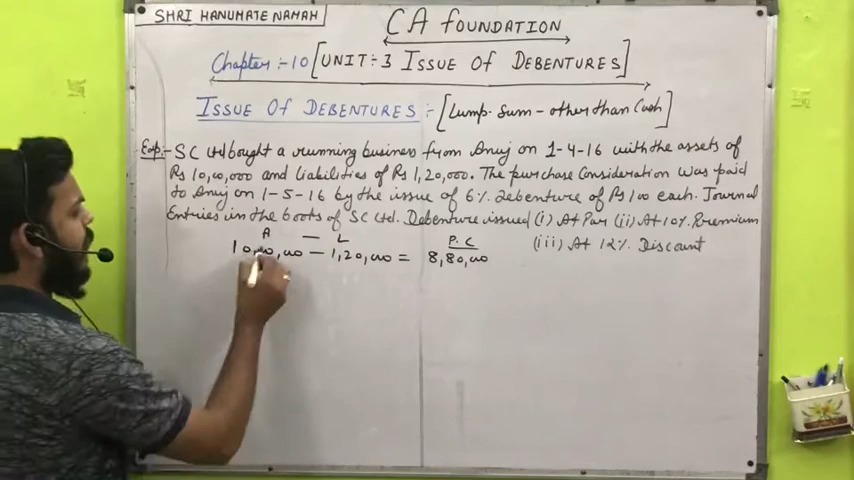 SHRI HANUMATE NAMAH
CA FOUNDATION
Chapter :- 10 [UNIT :- 3 ISSUE OF DEBENTURES]
ISSUE OF DEBENTURES :- [Lump-Sum - other than Cash]
Exp:- SC Ltd bought a running business from Anuj on 1-4-16 with the assets of
Rs 10,00,000 and liabilities of Rs 1,20,000. The purchase Consideration was paid
to Anuj on 1-5-16 by the issue of 6% Debenture of Rs 100 each. Journal
Entries in the books of SC Ltd. Debenture issued (i) At Par (ii) At 10% Premium
(iii) At 12% Discount
A — L P.C
10,00,000 — 1,20,000 = 8,80,000